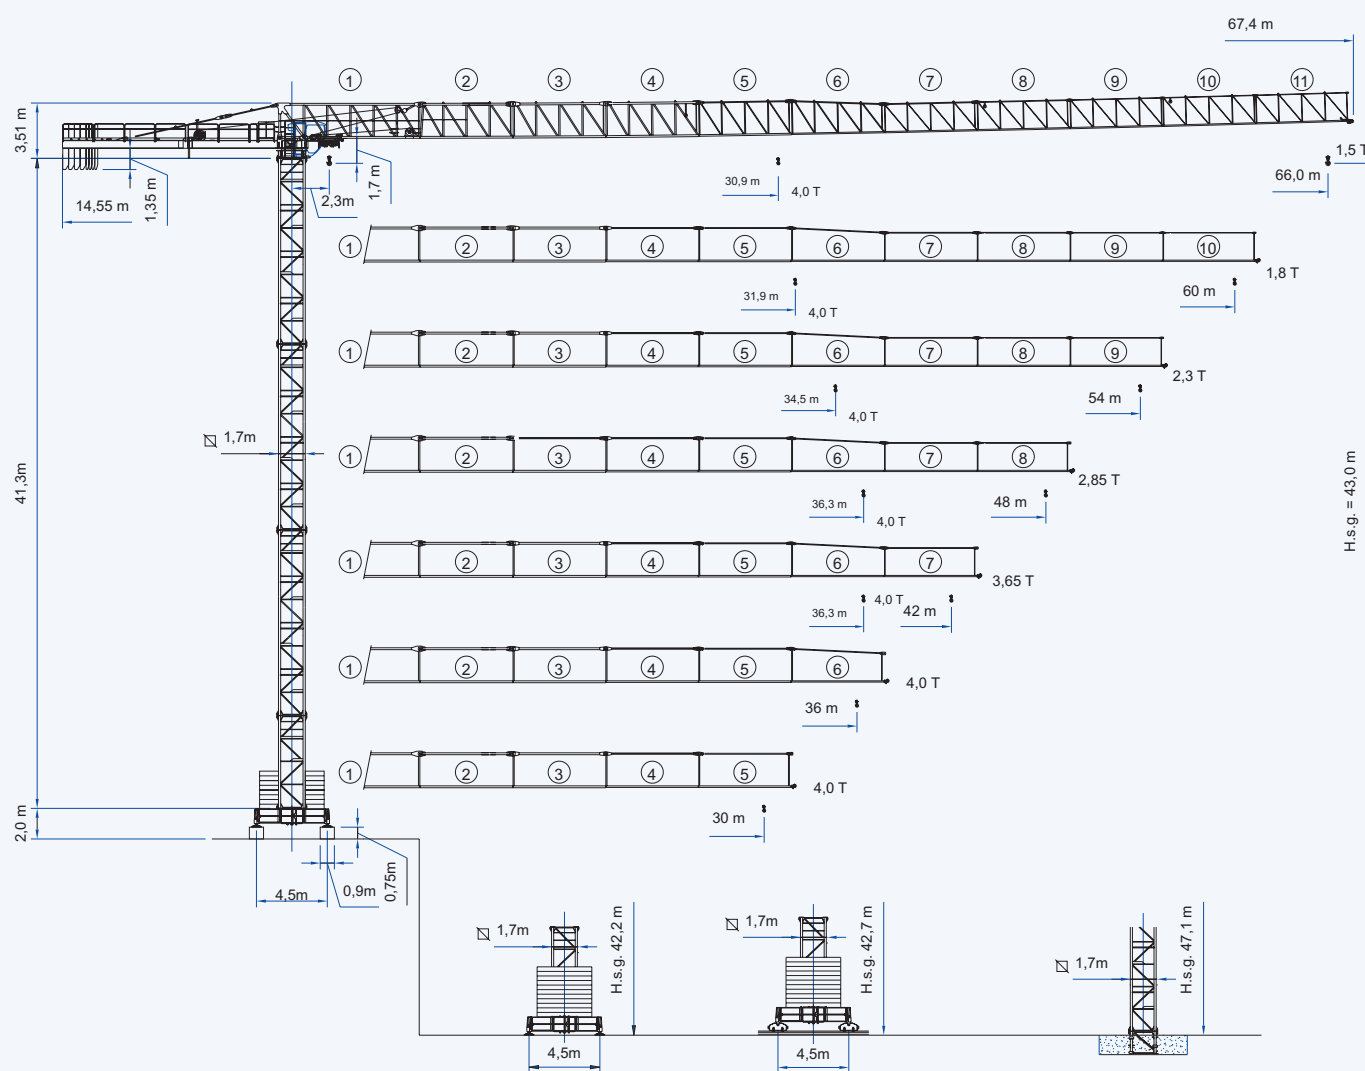 67,4 m
1 2 3 4 5 6 7 8 9 10 11
3,51 m
1,5 T
66,0 m
14,55 m
1,35 m
2,3m
1,7 m
30,9 m
4,0 T
1 2 3 4 5 6 7 8 9 10
1,8 T
31,9 m
4,0 T
60 m
1 2 3 4 5 6 7 8 9
2,3 T
34,5 m
4,0 T
54 m
1,7m
41,3m
1 2 3 4 5 6 7 8
2,85 T
36,3 m
4,0 T
48 m
H.s.g. = 43,0 m
1 2 3 4 5 6 7
3,65 T
36,3 m
4,0 T
42 m
1 2 3 4 5 6
4,0 T
36 m
1 2 3 4 5
4,0 T
30 m
2,0 m
4,5m
0,9m
0,75m
1,7m
H.s.g. 42,2 m
4,5m
1,7m
H.s.g. 42,7 m
4,5m
1,7m
H.s.g. 47,1 m